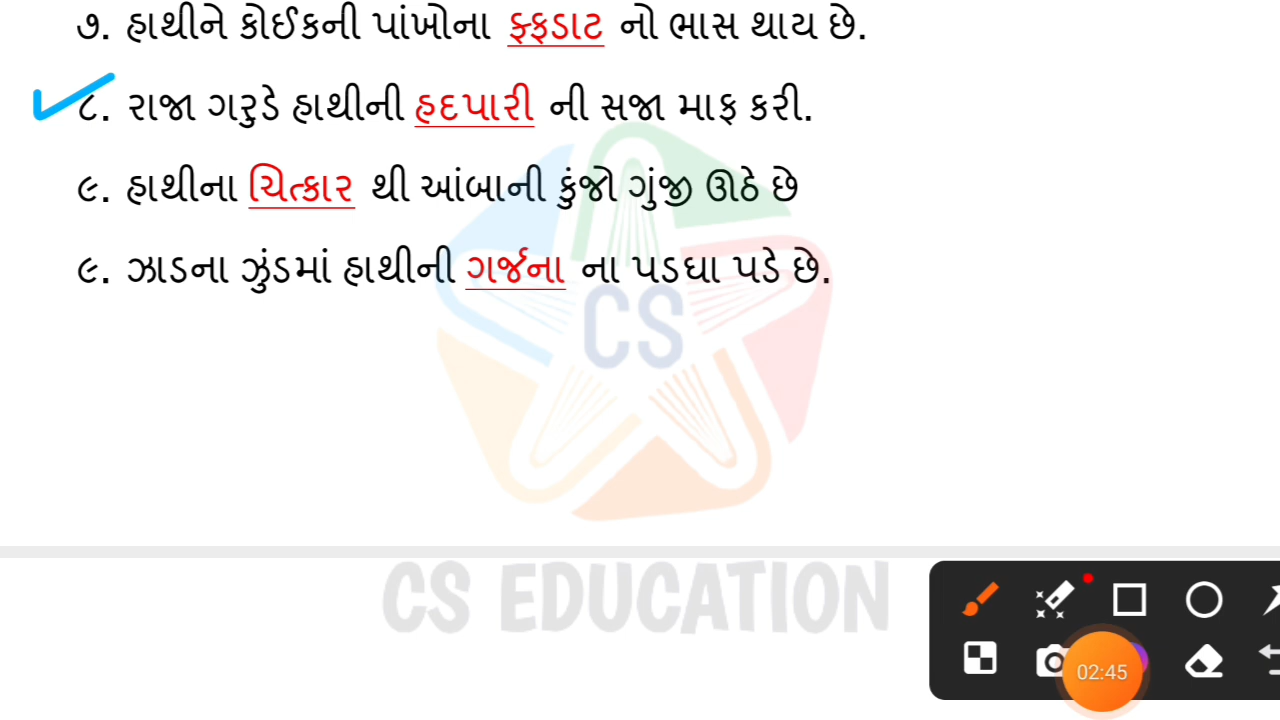 ૭. હાથીને કોઈકની પાંખોના ફ્ફડાટ નો ભાસ થાય છે.
૮. રાજા ગરુડે હાથીની હદપારી ની સજા માફ કરી.
૯. હાથીના ચિત્કાર થી આંબાની કુંજો ગુંજી ઊઠે છે
૯. ઝાડના ઝુંડમાં હાથીની ગર્જના ના પડઘા પડે છે.
CS
CS EDUCATION
02:45